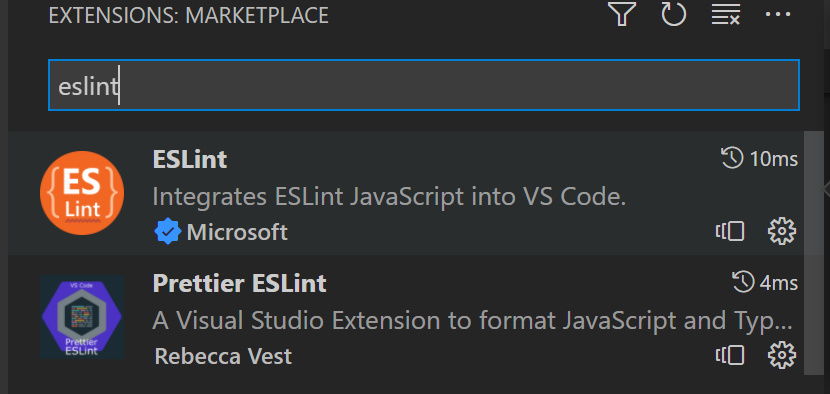 EXTENSIONS: MARKETPLACE
eslint
{ES}
Lint
ESLint
10ms
Integrates ESLint JavaScript into VS Code.
Microsoft
VS Code
Prettier
ESLint
Prettier ESLint
4ms
A Visual Studio Extension to format JavaScript and Typ...
Rebecca Vest